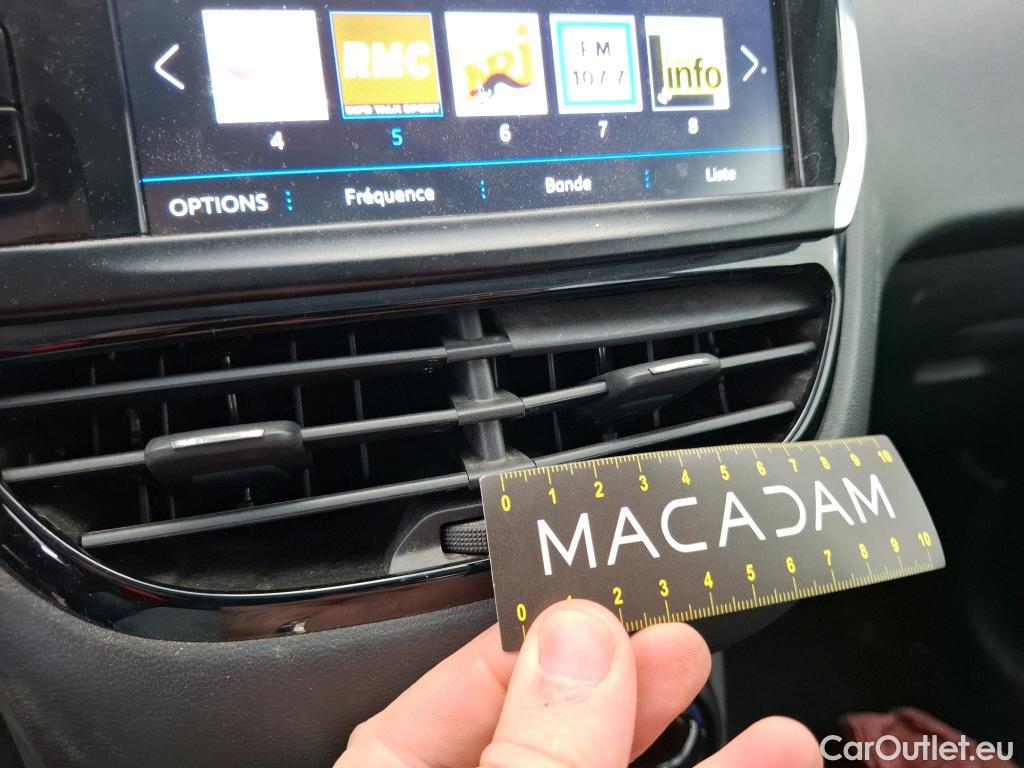 RMC
INFO TALK SPORT
NRJ
FM
107.7
info
4 5 6 7 8
OPTIONS Fréquence Bande Liste
0 1 2 3 4 5 6 7 8 9 10
MACADAM
0 1 2 3 4 5 6 7 8 9 10
CarOutlet.eu